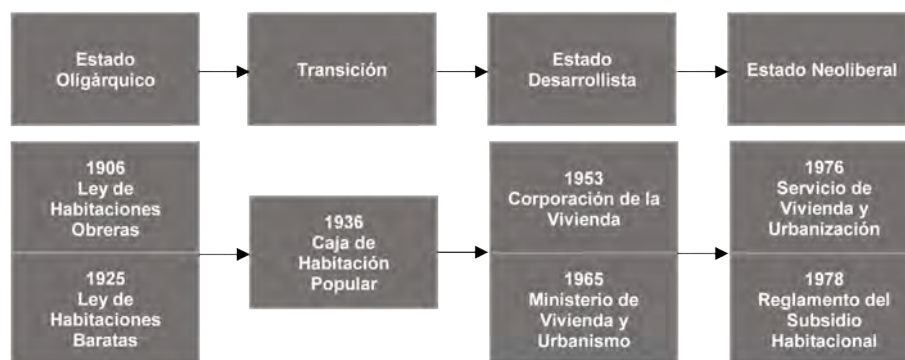 Estado
Oligárquico
Transición
Estado
Desarrollista
Estado Neoliberal
1906
Ley de
Habitaciones
Obreras
1925
Ley de
Habitaciones
Baratas
1936
Caja de
Habitación
Popular
1953
Corporación de la
Vivienda
1965
Ministerio de
Vivienda y
Urbanismo
1976
Servicio de
Vivienda y
Urbanización
1978
Reglamento del
Subsidio
Habitacional